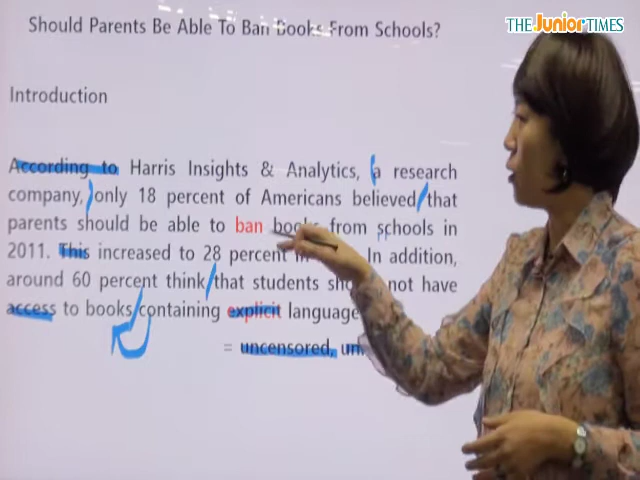 Should Parents Be Able To Ban Books From Schools?
THE Junior TIMES
Introduction
According to Harris Insights & Analytics, a research
company, only 18 percent of Americans believed that
parents should be able to ban books from schools in
2011. This increased to 28 percent In addition,
around 60 percent think that students not have
access to books containing explicit language
= uncensored,